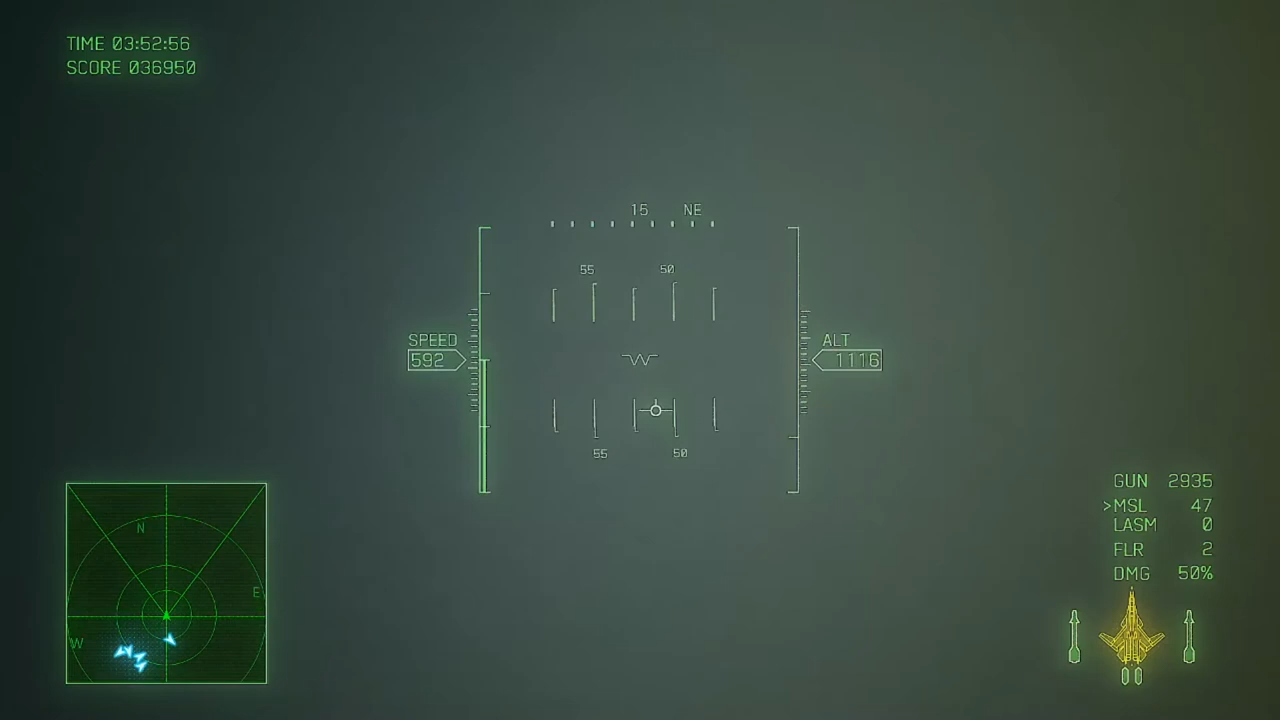 TIME 03:52:56
SCORE 036950
15 NE
55 50
SPEED
592
ALT
1116
55 50
GUN 2935
>MSL 47
LASM 0
FLR 2
DMG 50%
N
E
W